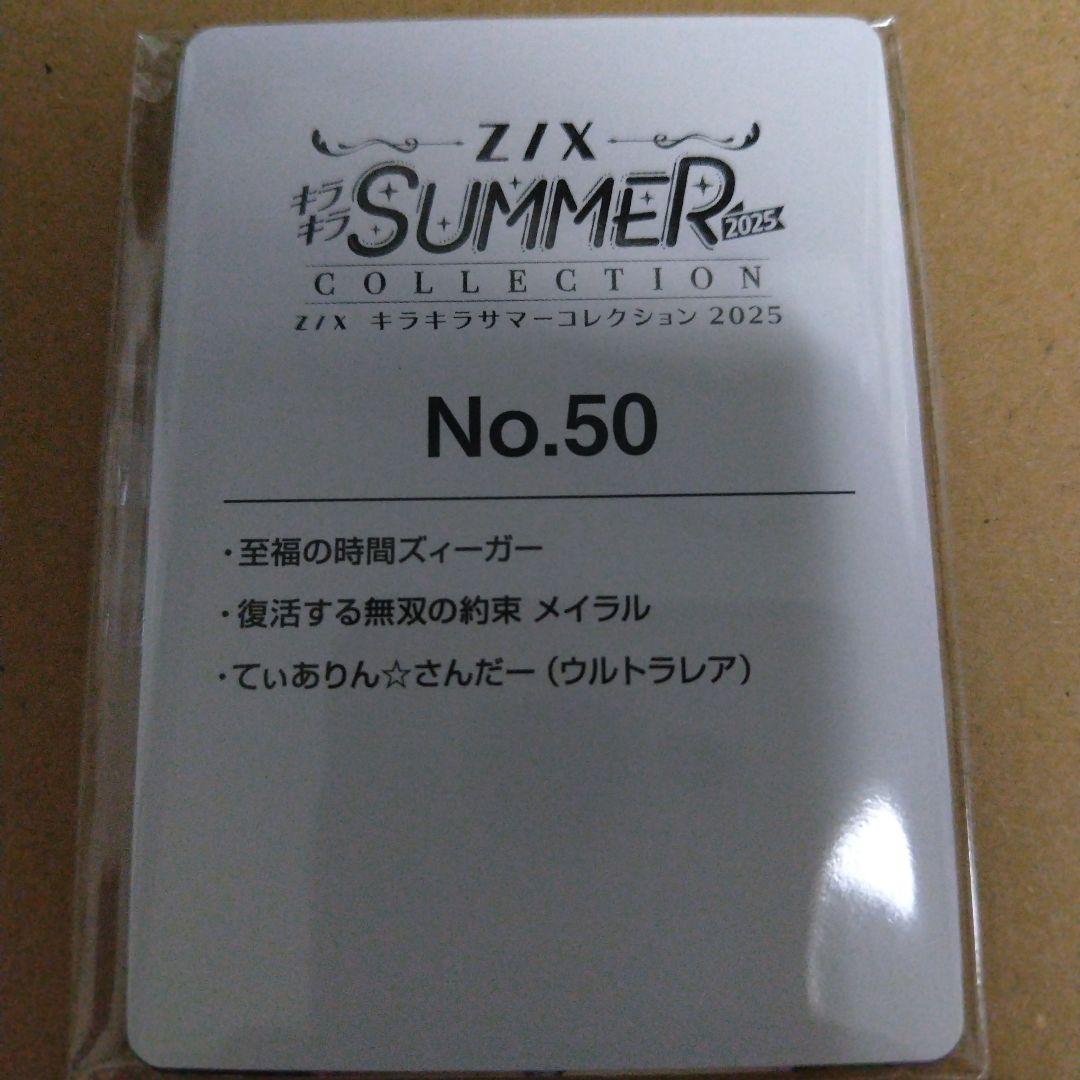 Z/X
キラキラ SUMMER 2025
COLLECTION
Z/X キラキラサマーコレクション 2025
No.50
・至福の時間ズィーガー
・復活する無双の約束 メイラル
・てぃありん☆さんだー（ウルトラレア）